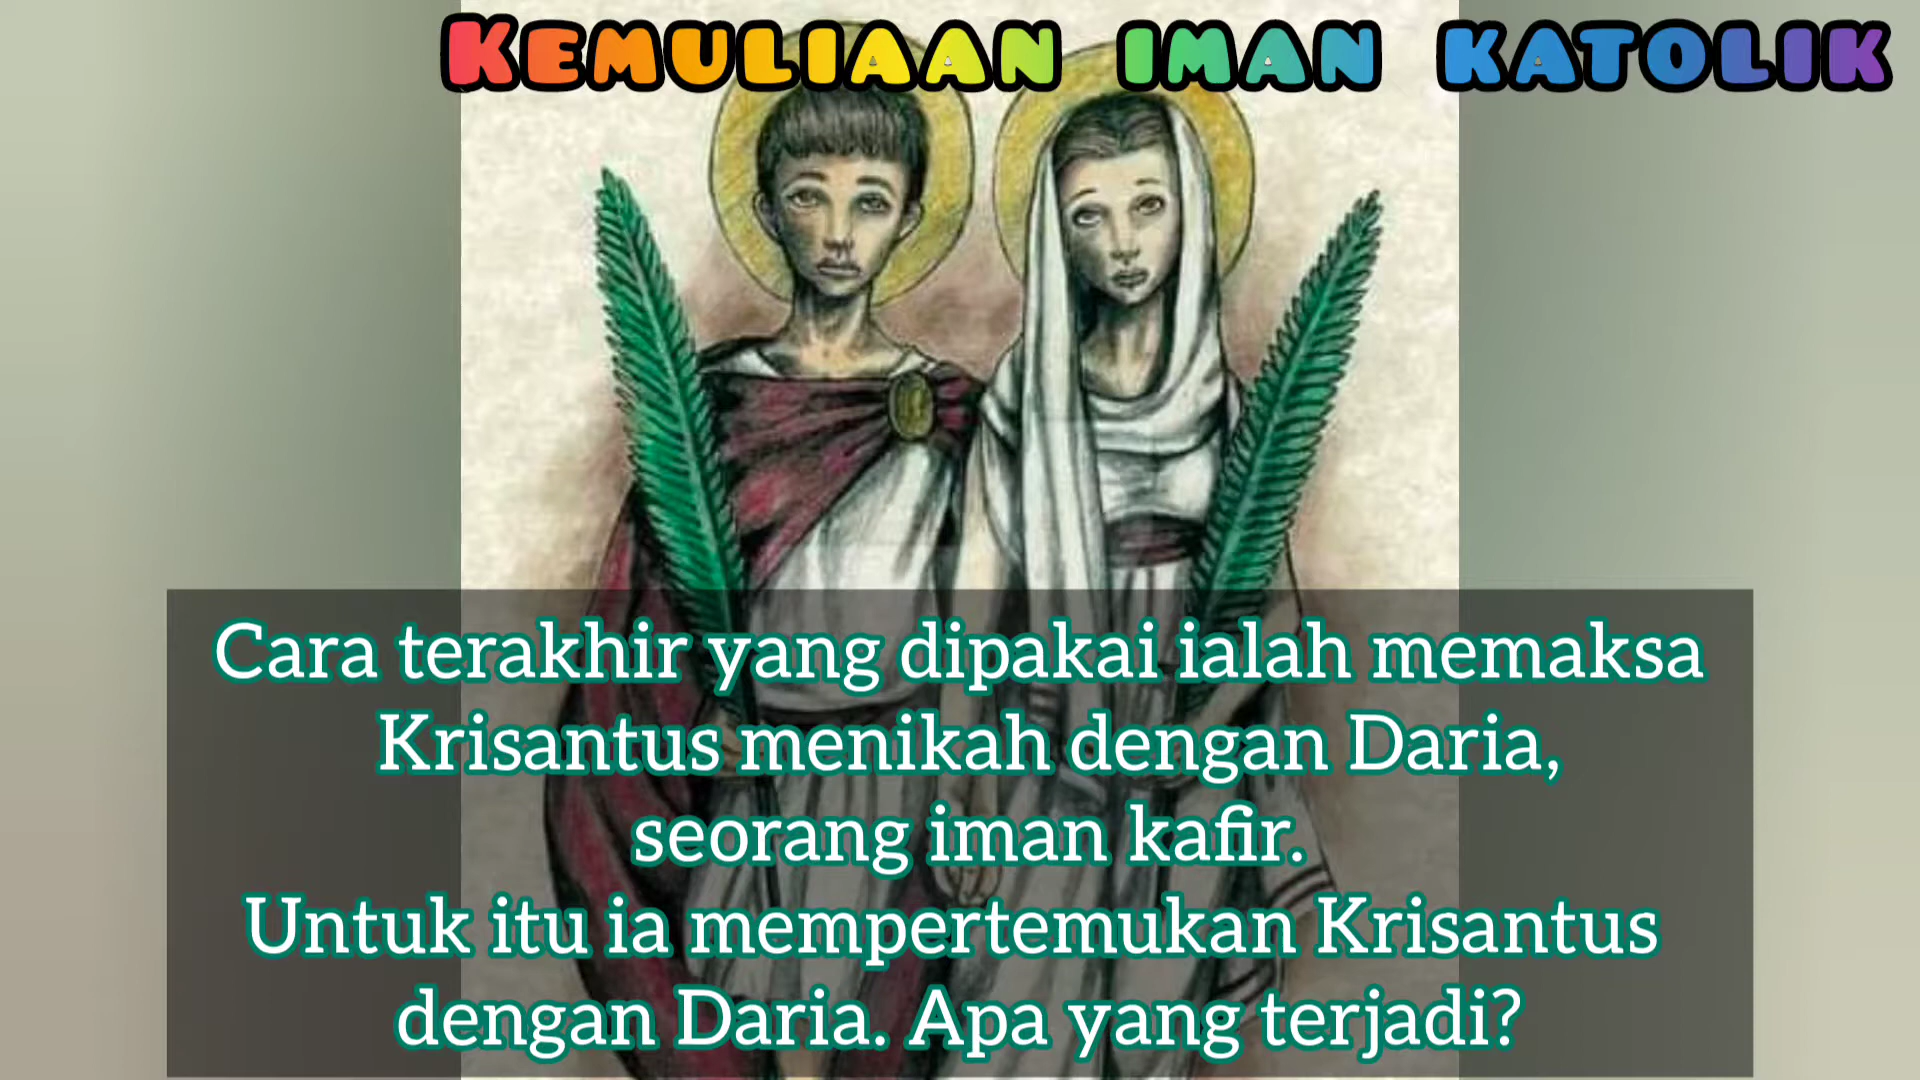 KEMULIAAN IMAN KATOLIK
Cara terakhir yang dipakai ialah memaksa
Krisantus menikah dengan Daria,
seorang iman kafir.
Untuk itu ia mempertemukan Krisantus
dengan Daria. Apa yang terjadi?